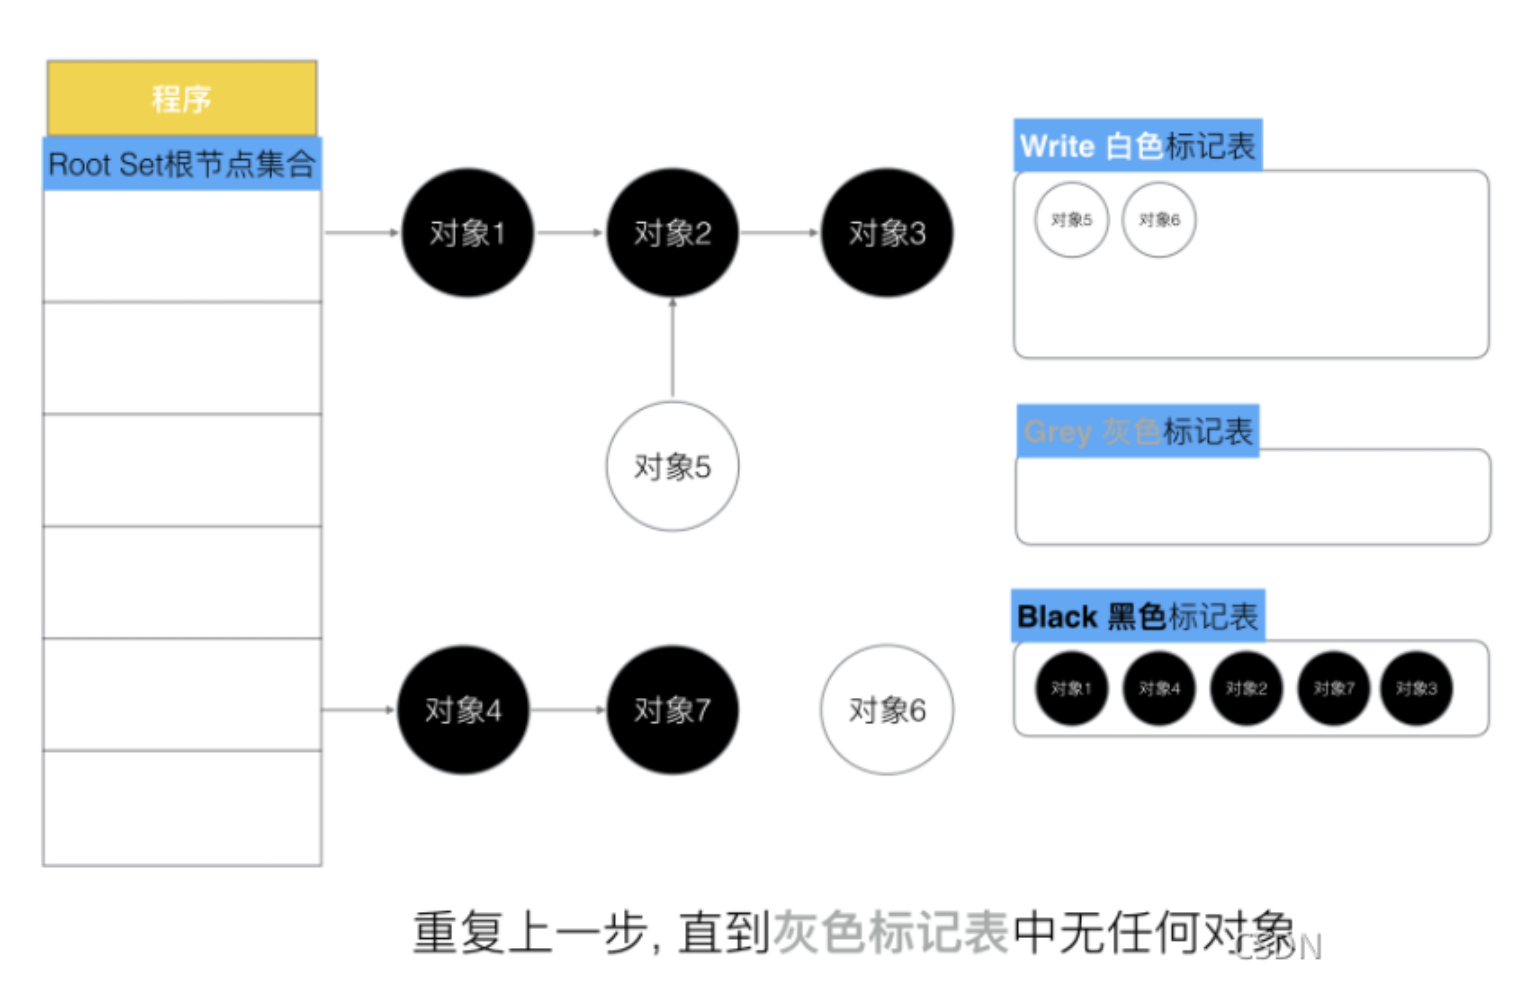 程序
Root Set根节点集合
对象1
对象2
对象3
对象5
对象4
对象7
对象6
Write 白色标记表
对象5
对象6
Grey 灰色标记表
Black 黑色标记表
对象1
对象4
对象2
对象7
对象3
重复上一步, 直到灰色标记表中无任何对象
CSDN